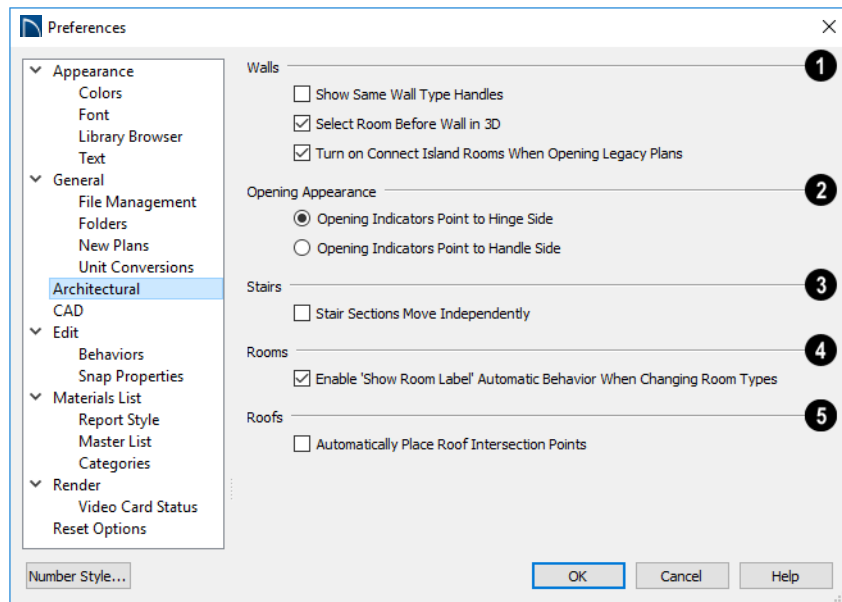 Preferences
Appearance
Colors
Font
Library Browser
Text
General
File Management
Folders
New Plans
Unit Conversions
Architectural
CAD
Edit
Behaviors
Snap Properties
Materials List
Report Style
Master List
Categories
Render
Video Card Status
Reset Options
Walls
1
Show Same Wall Type Handles
Select Room Before Wall in 3D
Turn on Connect Island Rooms When Opening Legacy Plans
Opening Appearance
2
Opening Indicators Point to Hinge Side
Opening Indicators Point to Handle Side
Stairs
3
Stair Sections Move Independently
Rooms
4
Enable 'Show Room Label' Automatic Behavior When Changing Room Types
Roofs
5
Automatically Place Roof Intersection Points
Number Style...
OK
Cancel
Help